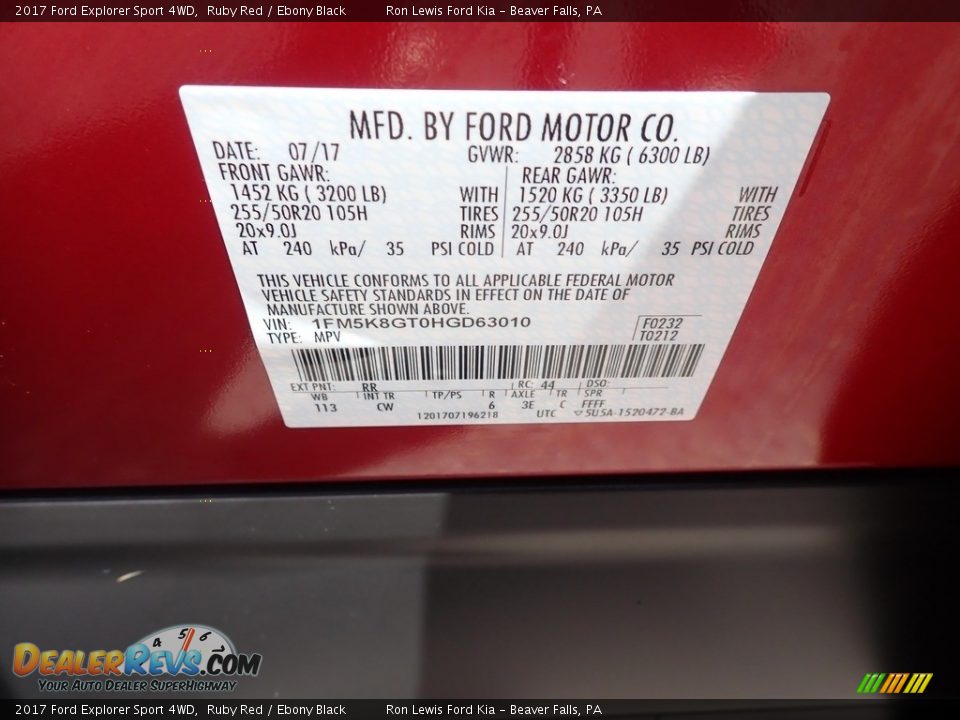 2017 Ford Explorer Sport 4WD, Ruby Red / Ebony Black Ron Lewis Ford Kia - Beaver Falls, PA
MFD. BY FORD MOTOR CO.
DATE: 07/17 GVWR: 2858 KG ( 6300 LB)
FRONT GAWR: REAR GAWR:
1452 KG ( 3200 LB) WITH 1520 KG ( 3350 LB) WITH
255/50R20 105H TIRES 255/50R20 105H TIRES
20x9.0J RIMS 20x9.0J RIMS
AT 240 kPa/ 35 PSI COLD AT 240 kPa/ 35 PSI COLD
THIS VEHICLE CONFORMS TO ALL APPLICABLE FEDERAL MOTOR
VEHICLE SAFETY STANDARDS IN EFFECT ON THE DATE OF
MANUFACTURE SHOWN ABOVE.
VIN: 1FM5K8GT0HGD63010 F0232
TYPE: MPV T0212
EXT PNT: RR RC: 44 DSO:
WB INT TR TP/PS R AXLE TR SPR
113 CW 6 3E C FFFF
1201707196218 UTC 5U5A-1520472-BA
4 5 6 7
DEALERREVS.COM
YOUR AUTO DEALER SUPERHIGHWAY
2017 Ford Explorer Sport 4WD, Ruby Red / Ebony Black Ron Lewis Ford Kia - Beaver Falls, PA